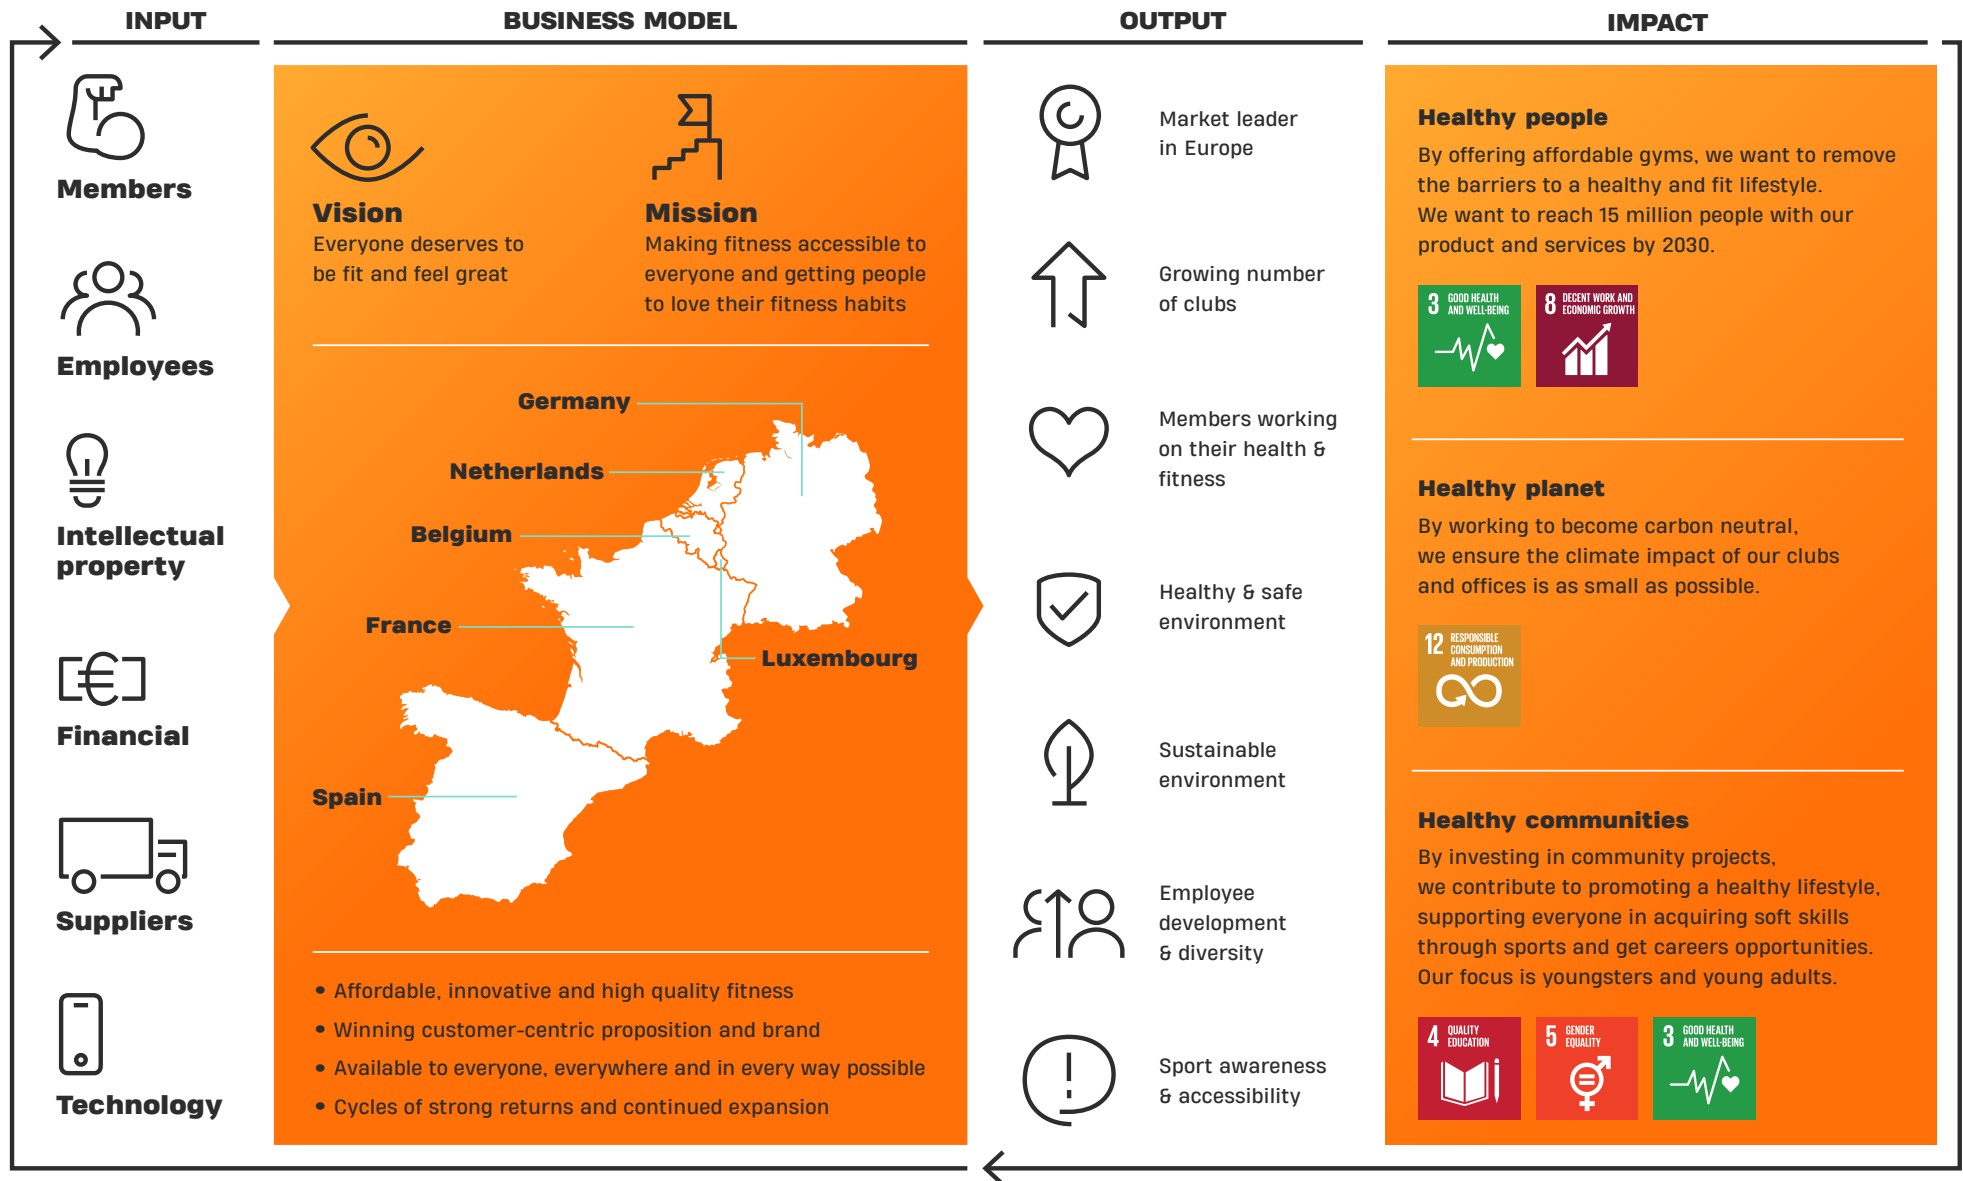 INPUT
Members
Employees
Intellectual
property
Financial
Suppliers
Technology
BUSINESS MODEL
Vision
Everyone deserves to
be fit and feel great
Mission
Making fitness accessible to
everyone and getting people
to love their fitness habits
Germany
Netherlands
Belgium
France
Luxembourg
Spain
• Affordable, innovative and high quality fitness
• Winning customer-centric proposition and brand
• Available to everyone, everywhere and in every way possible
• Cycles of strong returns and continued expansion
OUTPUT
Market leader
in Europe
Growing number
of clubs
Members working
on their health &
fitness
Healthy & safe
environment
Sustainable
environment
Employee
development
& diversity
Sport awareness
& accessibility
IMPACT
Healthy people
By offering affordable gyms, we want to remove
the barriers to a healthy and fit lifestyle.
We want to reach 15 million people with our
product and services by 2030.
3 GOOD HEALTH
AND WELL-BEING
8 DECENT WORK AND
ECONOMIC GROWTH
Healthy planet
By working to become carbon neutral,
we ensure the climate impact of our clubs
and offices is as small as possible.
12 RESPONSIBLE
CONSUMPTION
AND PRODUCTION
Healthy communities
By investing in community projects,
we contribute to promoting a healthy lifestyle,
supporting everyone in acquiring soft skills
through sports and get careers opportunities.
Our focus is youngsters and young adults.
4 QUALITY
EDUCATION
5 GENDER
EQUALITY
3 GOOD HEALTH
AND WELL-BEING